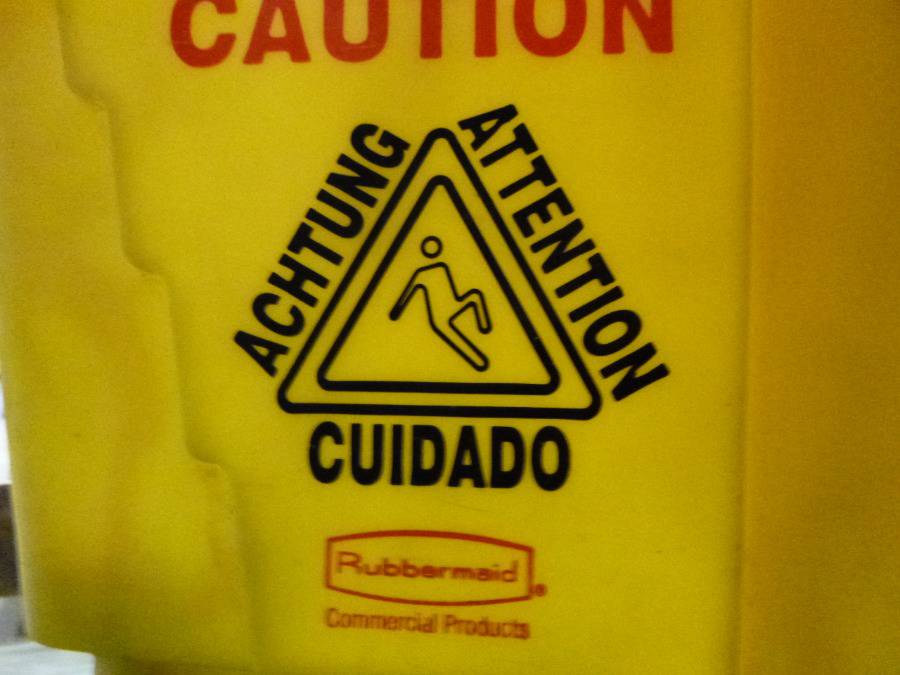 CAUTION
ACHTUNG
ATTENTION
CUIDADO
Rubbermaid®
Commercial Products